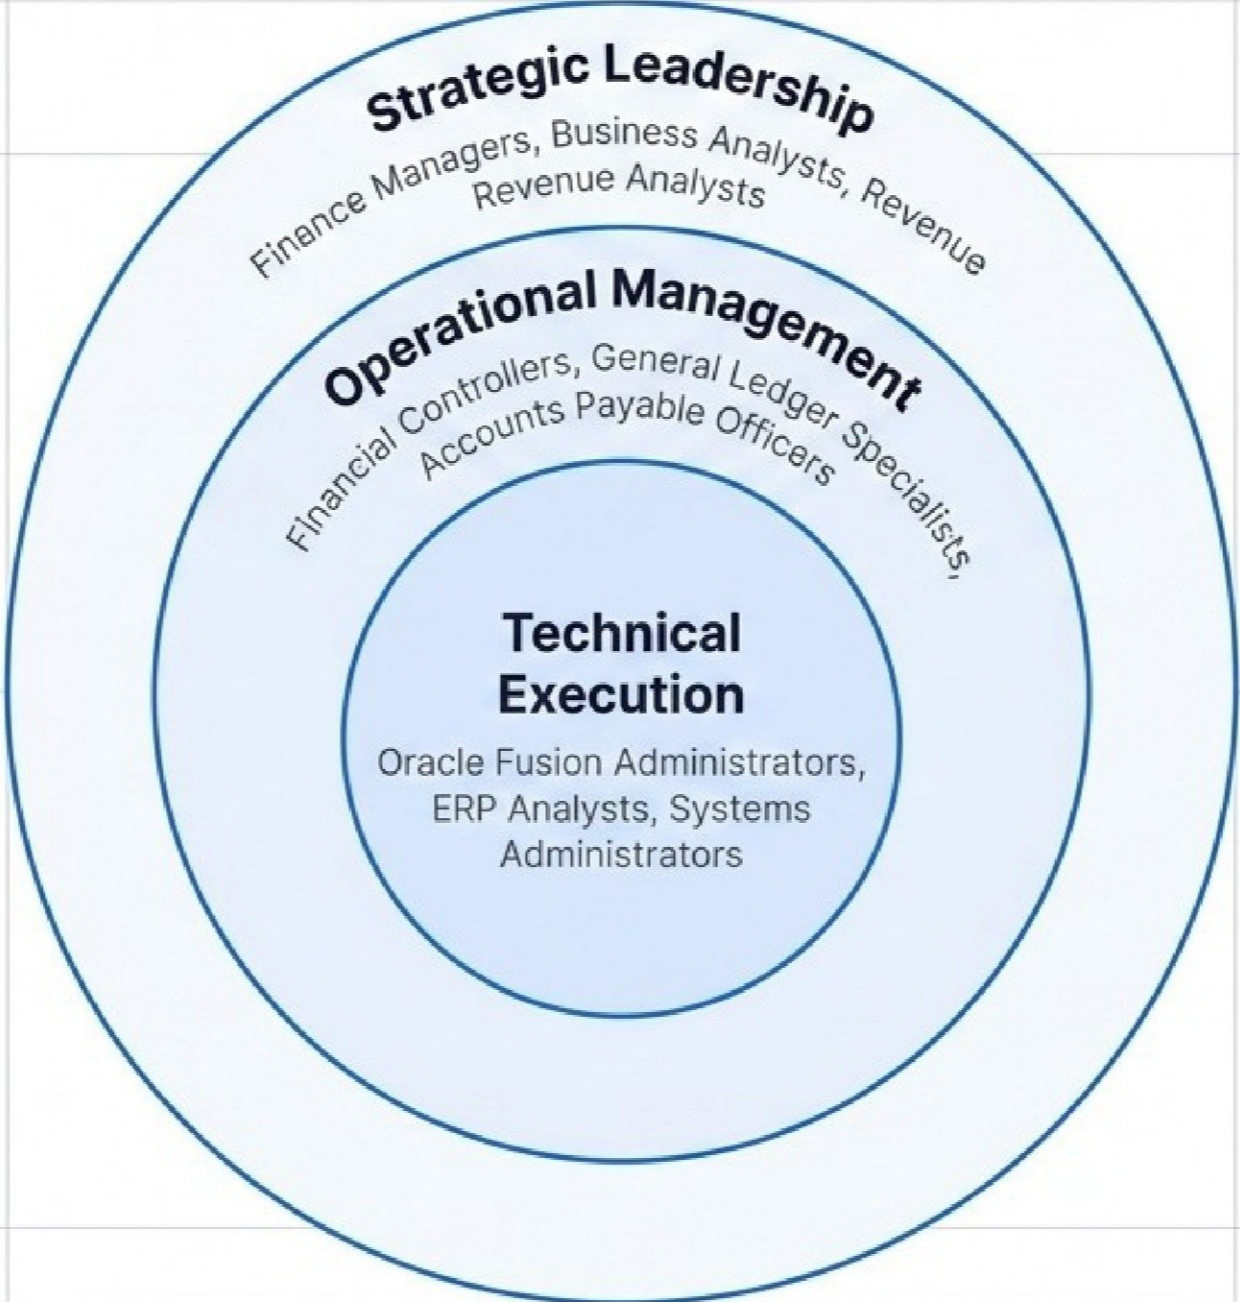 Strategic Leadership
Finance Managers, Business Analysts, Revenue
Revenue Analysts
Operational Management
Financial Controllers, General Ledger Specialists,
Accounts Payable Officers
Technical
Execution
Oracle Fusion Administrators,
ERP Analysts, Systems
Administrators